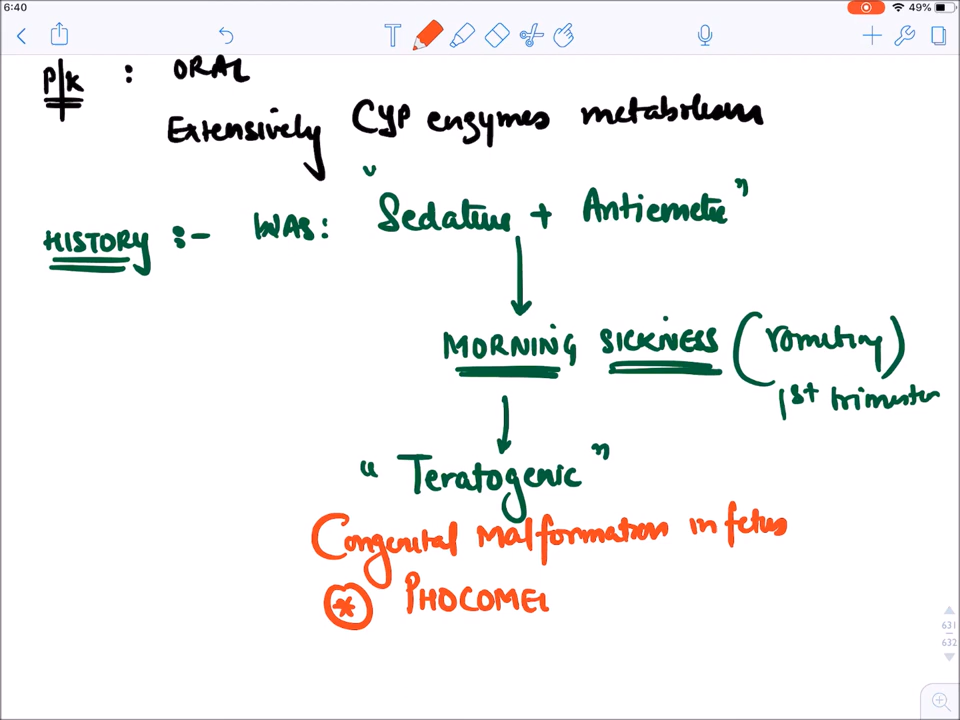 6:40 49%
T
P/K : ORAL
Extensively CYP enzymes metabolism
HISTORY :- WAS: "Sedative + Antiemetic"
MORNING SICKNESS (vomiting)
1st trimester
"Teratogenic"
Congenital Malformation in fetus
* PHOCOMEL
631
632